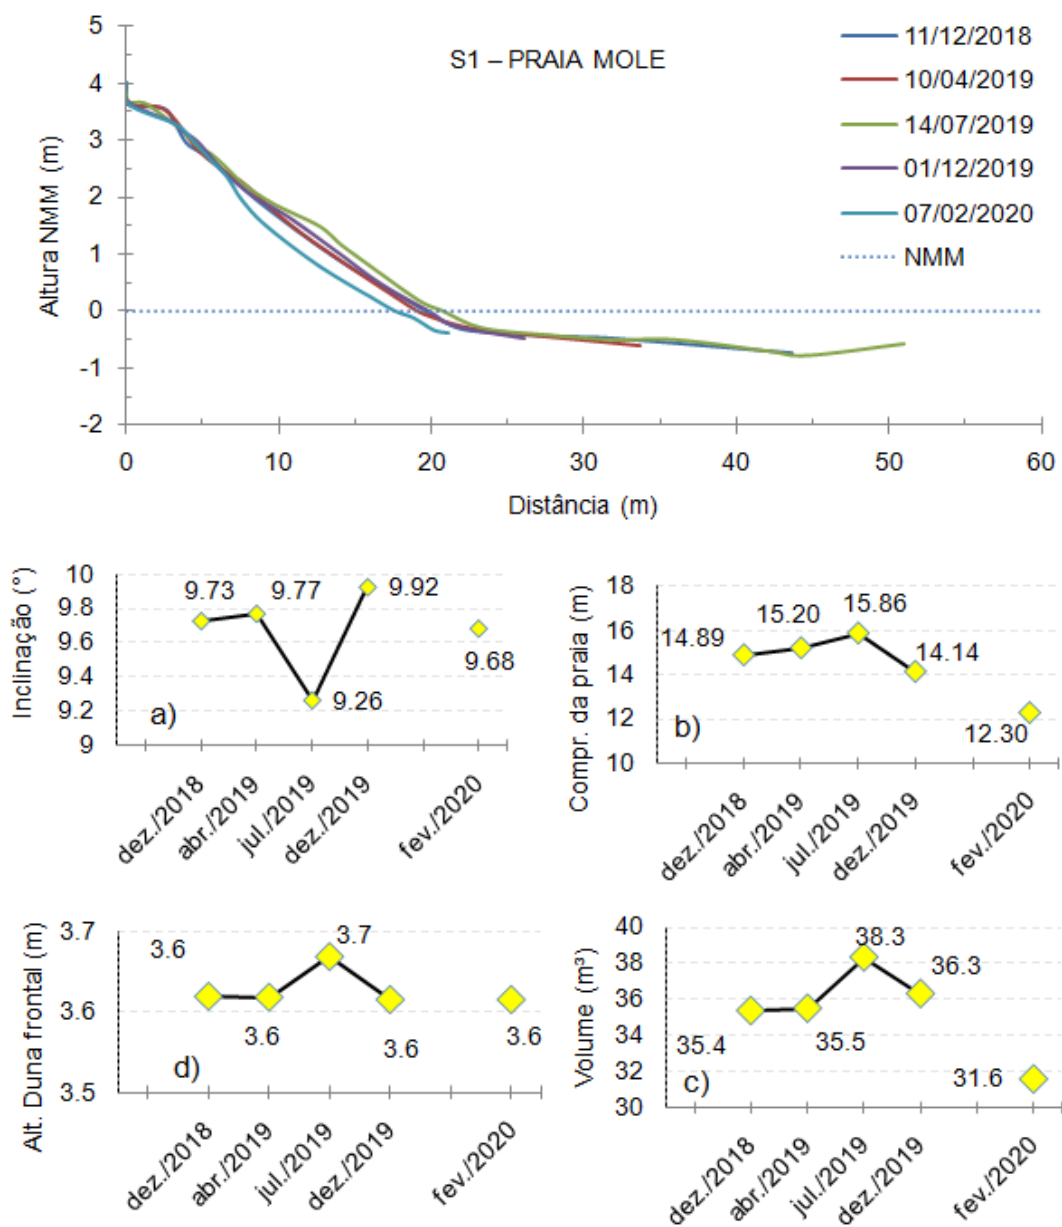 S1 – PRAIA MOLE
Altura NMM (m)
5
4
3
2
1
0
-1
-2
0 10 20 30 40 50 60
Distância (m)
11/12/2018
10/04/2019
14/07/2019
01/12/2019
07/02/2020
NMM
Inclinação (°)
10
9.8
9.6
9.4
9.2
9
9.73
9.77
9.26
9.92
9.68
a)
dez./2018
abr./2019
jul./2019
dez./2019
fev./2020
Compr. da praia (m)
18
16
14
12
10
14.89
15.20
15.86
14.14
12.30
b)
dez./2018
abr./2019
jul./2019
dez./2019
fev./2020
Alt. Duna frontal (m)
3.7
3.6
3.5
3.6
3.6
3.7
3.6
3.6
d)
dez./2018
abr./2019
jul./2019
dez./2019
fev./2020
Volume (m³)
40
38
36
34
32
30
35.4
35.5
38.3
36.3
31.6
c)
dez./2018
abr./2019
jul./2019
dez./2019
fev./2020